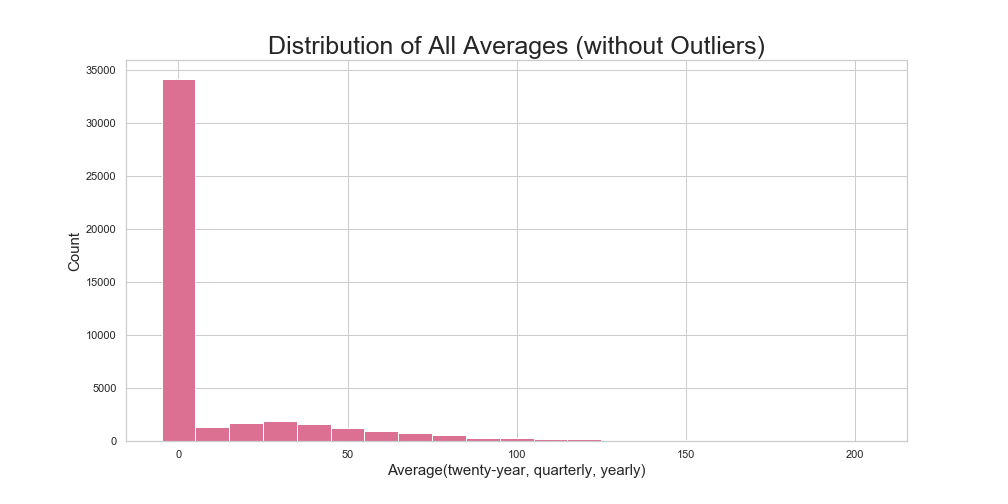 Distribution of All Averages (without Outliers)
35000
30000
25000
20000
15000
10000
5000
0
Count
0 50 100 150 200
Average(twenty-year, quarterly, yearly)